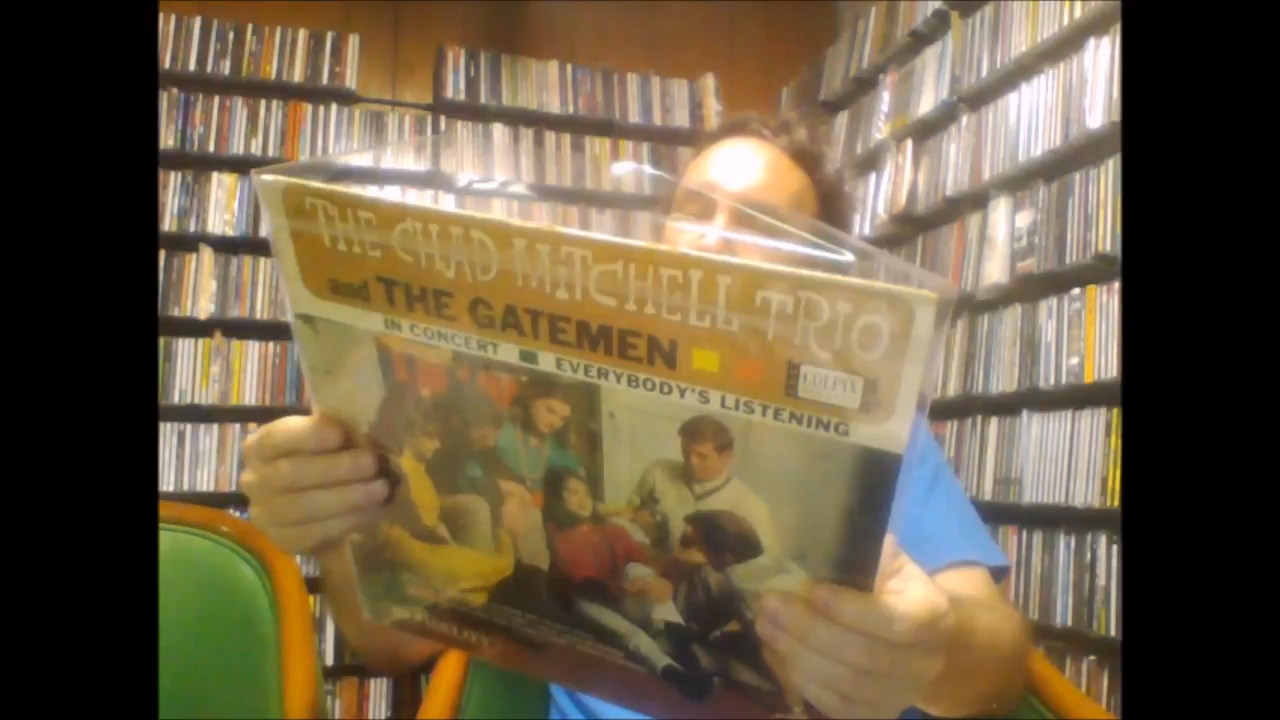 THE CHAD MITCHELL TRIO
and THE GATEMEN
COLPIX
IN CONCERT EVERYBODY'S LISTENING